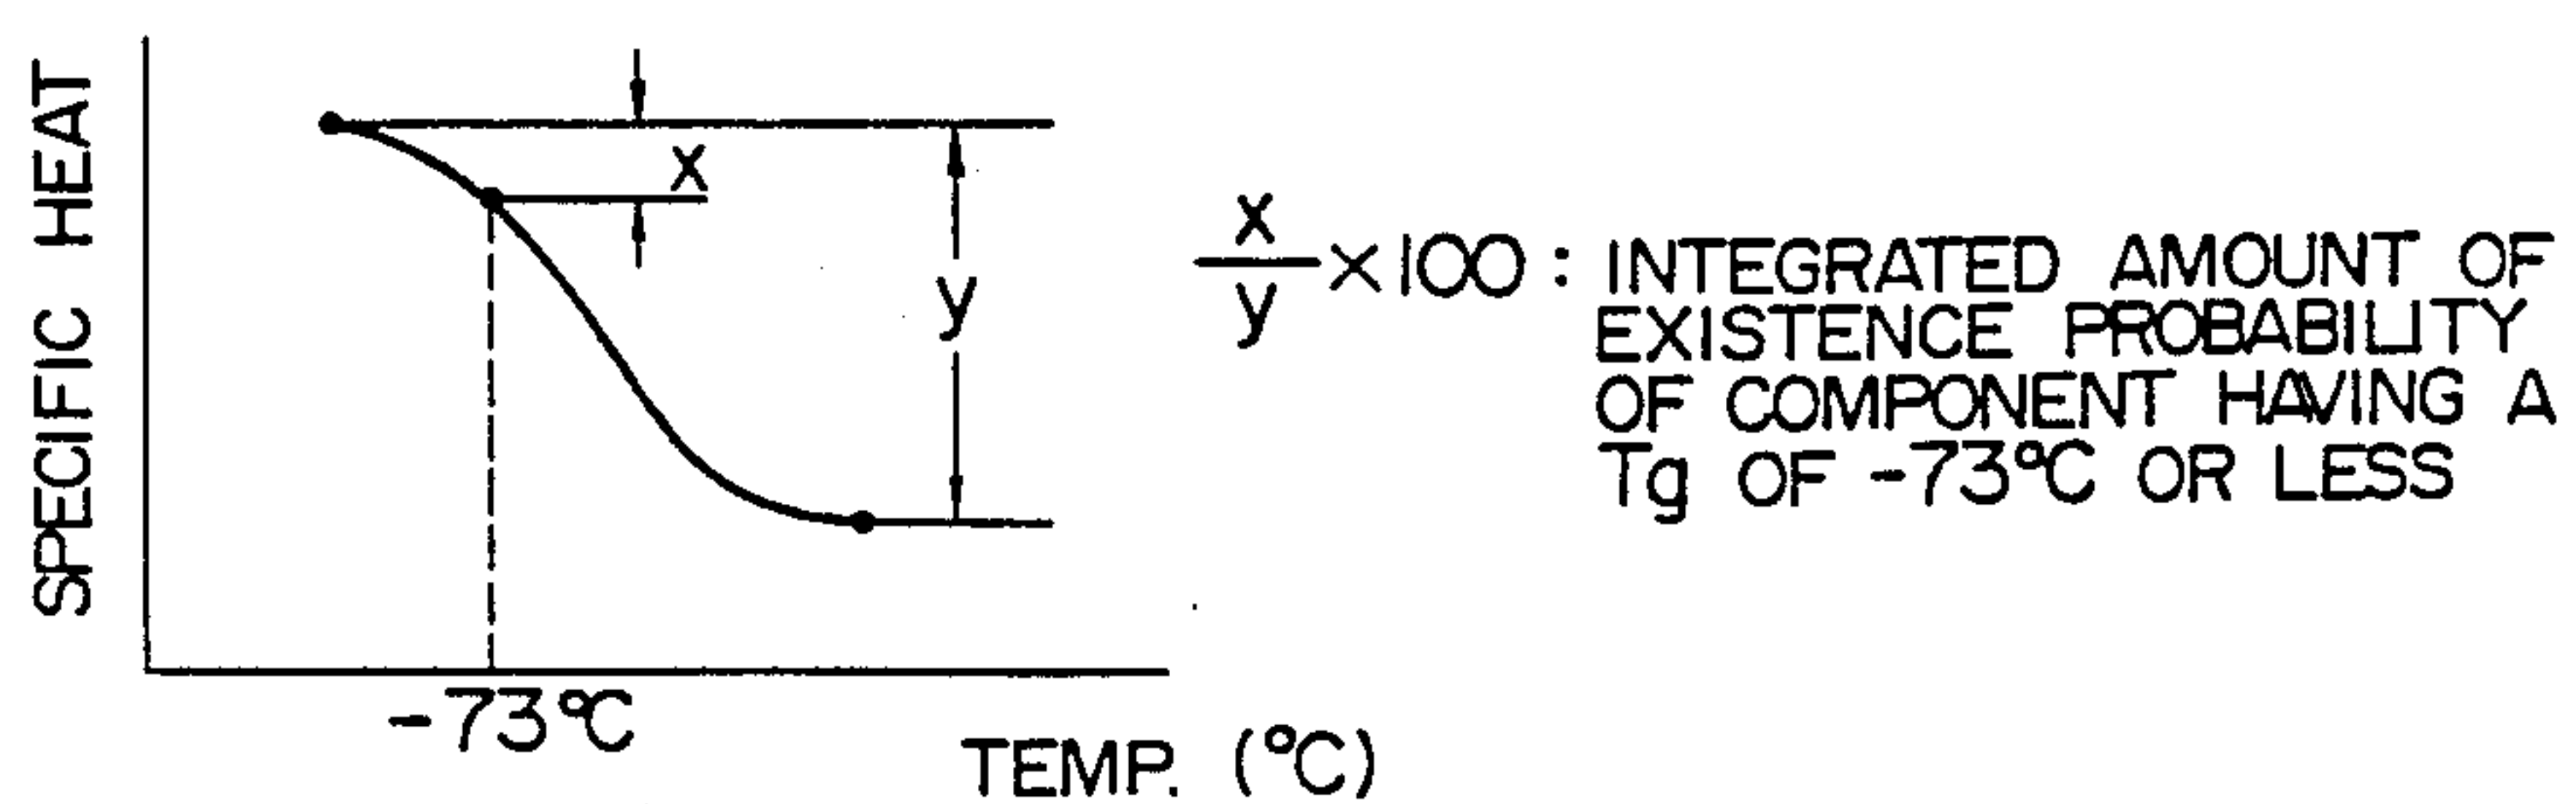 SPECIFIC HEAT
x
y
-73°C
TEMP. (°C)
x/y × 100 : INTEGRATED AMOUNT OF
EXISTENCE PROBABILITY
OF COMPONENT HAVING A
Tg OF -73°C OR LESS